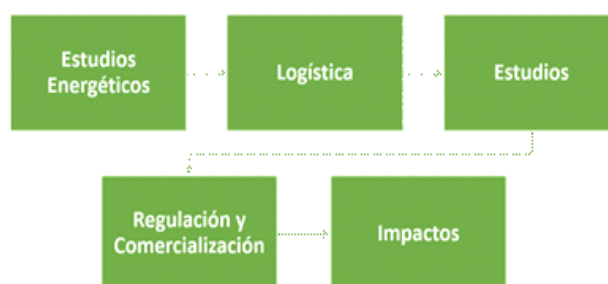 Estudios
Energéticos
Logística
Estudios
Regulación y
Comercialización
Impactos